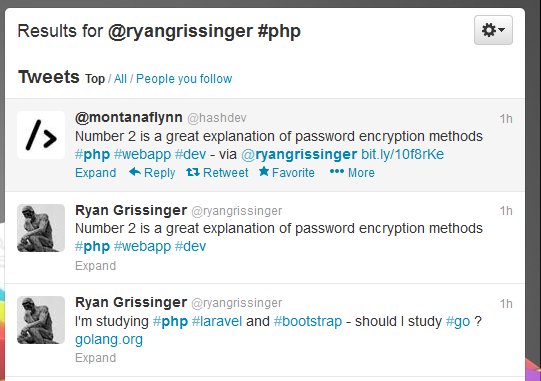 Results for @ryangrissinger #php
Tweets Top / All / People you follow
@montanaflynn @hashdev 1h
Number 2 is a great explanation of password encryption methods
#php #webapp #dev - via @ryangrissinger bit.ly/10f8rKe
Expand Reply Retweet Favorite More
Ryan Grissinger @ryangrissinger 1h
Number 2 is a great explanation of password encryption methods
#php #webapp #dev
Expand
Ryan Grissinger @ryangrissinger 1h
I'm studying #php #laravel and #bootstrap - should I study #go ?
golang.org
Expand